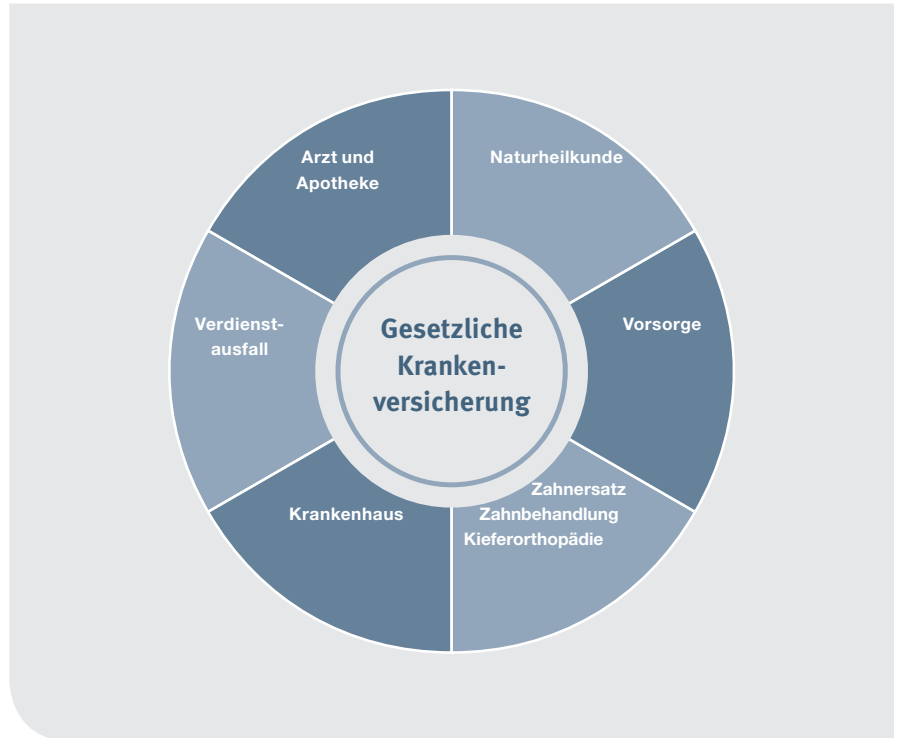 Arzt und
Apotheke
Naturheilkunde
Verdienst-
ausfall
Gesetzliche
Kranken-
versicherung
Vorsorge
Krankenhaus
Zahnersatz
Zahnbehandlung
Kieferorthopädie